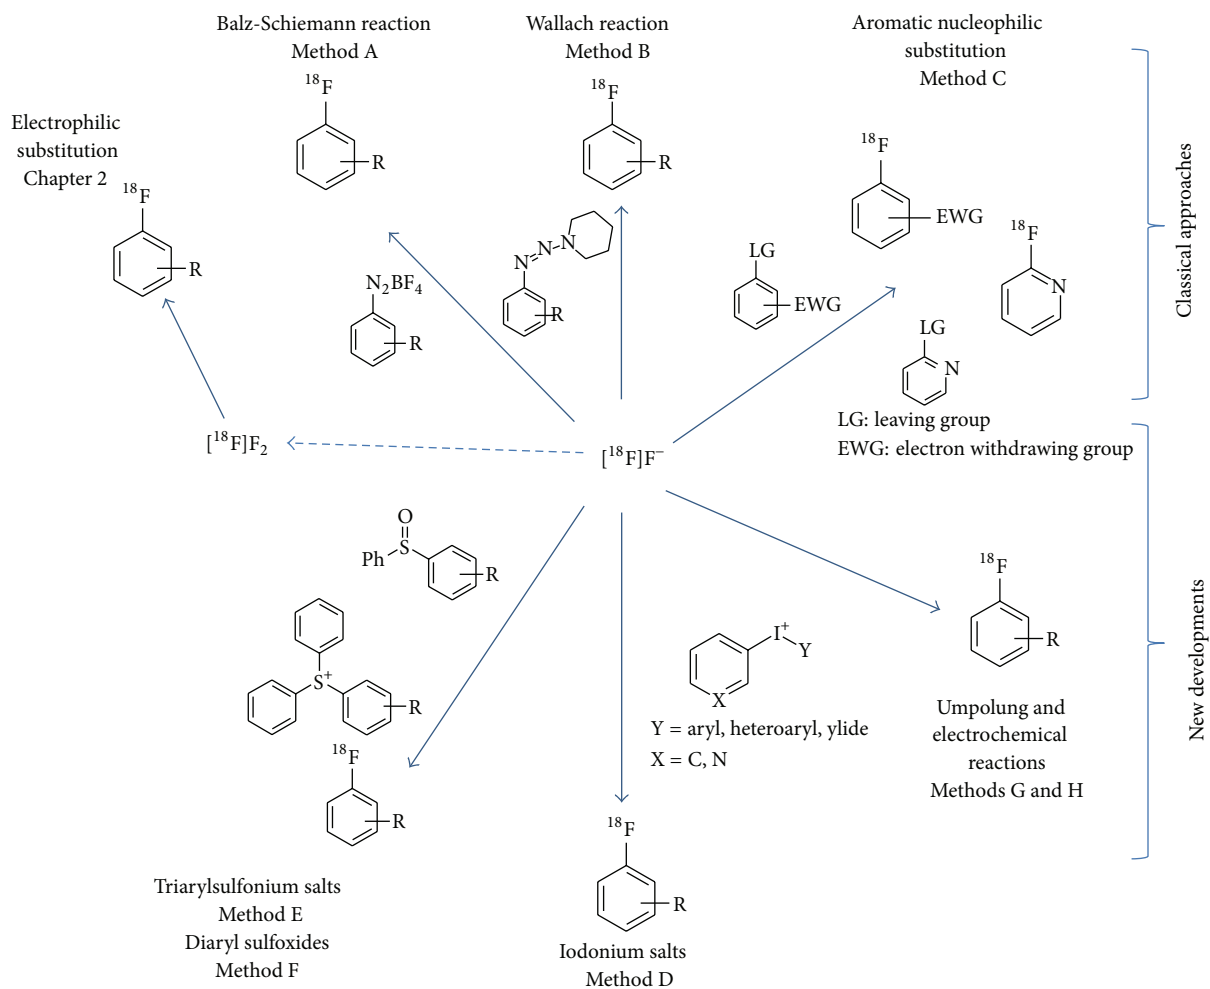 Balz-Schiemann reaction
Method A
Wallach reaction
Method B
Aromatic nucleophilic
substitution
Method C
Electrophilic
substitution
Chapter 2
¹⁸F
R
¹⁸F
R
¹⁸F
R
¹⁸F
EWG
¹⁸F
N
N₂BF₄
R
N=N-N
R
LG
EWG
LG
N
LG: leaving group
EWG: electron withdrawing group
Classical approaches
[¹⁸F]F₂
[¹⁸F]F⁻
O
Ph
S
R
S⁺
R
¹⁸F
R
Triarylsulfonium salts
Method E
Diaryl sulfoxides
Method F
I⁺
Y
X
Y = aryl, heteroaryl, ylide
X = C, N
¹⁸F
R
Iodonium salts
Method D
¹⁸F
R
Umpolung and
electrochemical
reactions
Methods G and H
New developments